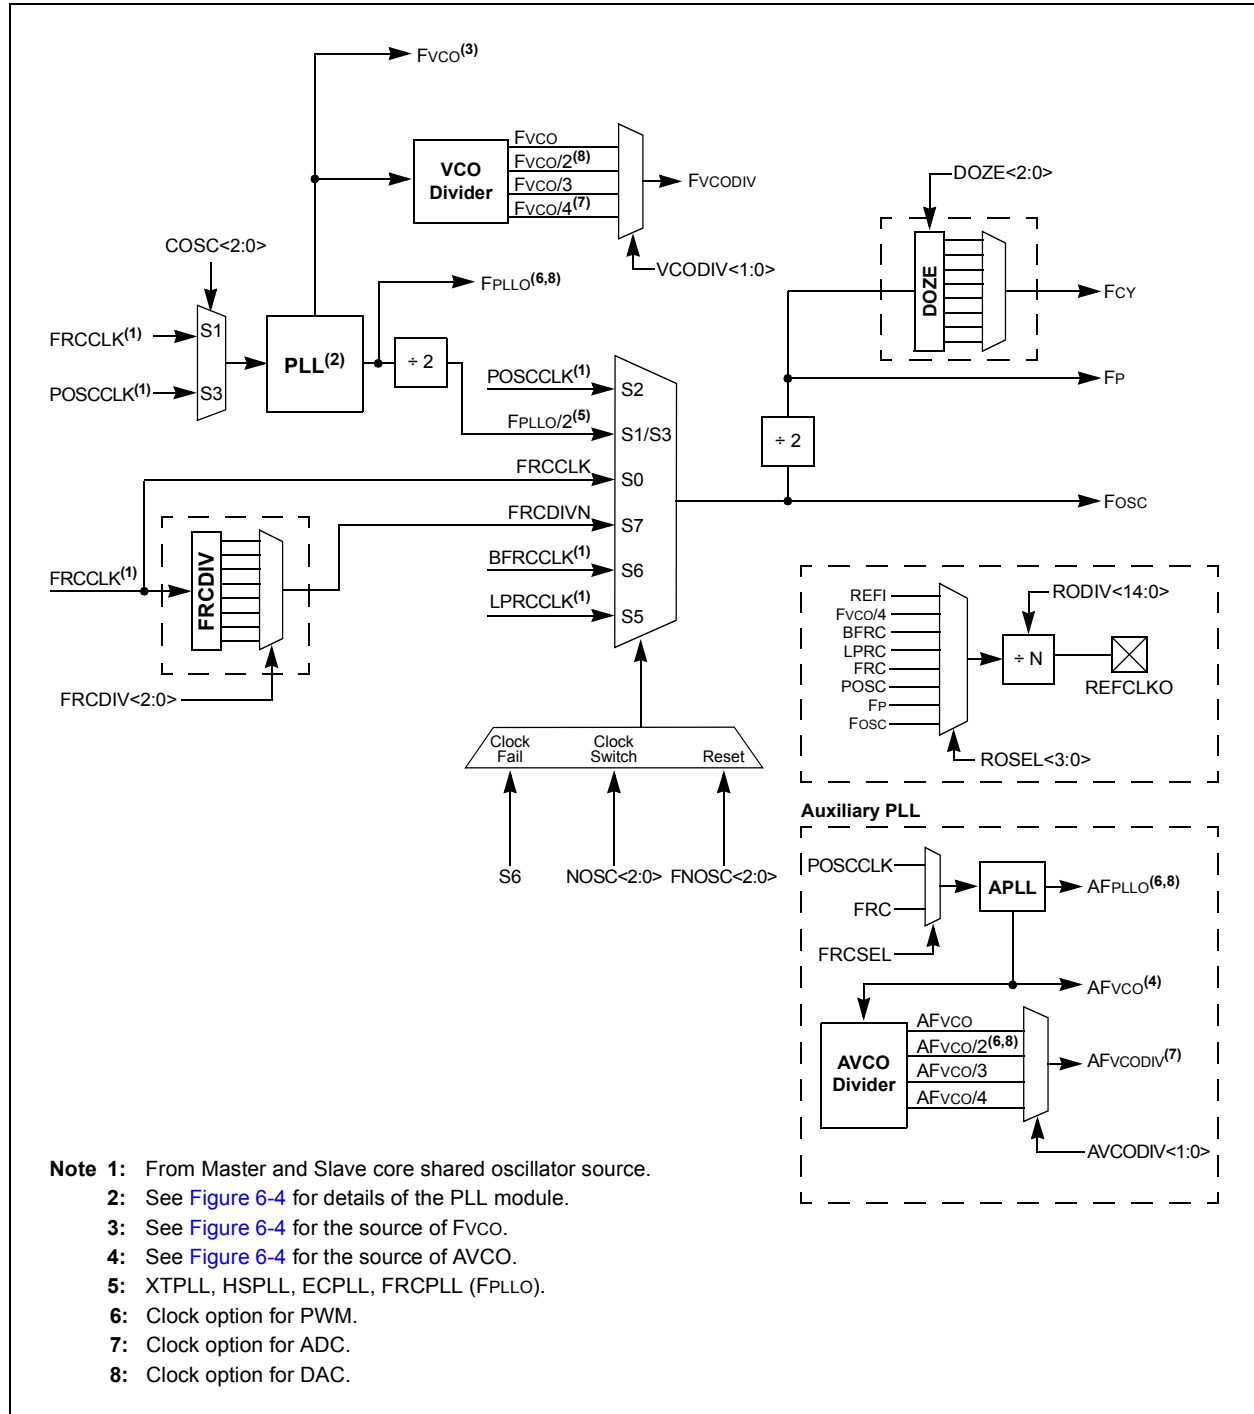 FVCO(3)
VCO
Divider
FVCO
FVCO/2(8)
FVCO/3
FVCO/4(7)
FVCODIV
VCODIV<1:0>
DOZE<2:0>
DOZE
FCY
COSC<2:0>
FPLLO(6,8)
FRCCLK(1)
S1
POSCCLK(1)
S3
PLL(2)
÷ 2
FP
POSCCLK(1)
S2
FPLLO/2(5)
S1/S3
FRCCLK
S0
FRCDIVN
S7
BFRCCLK(1)
S6
LPRCCLK(1)
S5
÷ 2
FOSC
FRCCLK(1)
FRCDIV
FRCDIV<2:0>
Clock
Fail
Clock
Switch
Reset
S6
NOSC<2:0>
FNOSC<2:0>
REFI
FVCO/4
BFRC
LPRC
FRC
POSC
FP
FOSC
RODIV<14:0>
÷ N
REFCLKO
ROSEL<3:0>
Auxiliary PLL
POSCCLK
FRC
FRCSEL
APLL
AFPLLO(6,8)
AFVCO(4)
AVCO
Divider
AFVCO
AFVCO/2(6,8)
AFVCO/3
AFVCO/4
AFVCODIV(7)
AVCODIV<1:0>
Note 1: From Master and Slave core shared oscillator source.
2: See Figure 6-4 for details of the PLL module.
3: See Figure 6-4 for the source of FVCO.
4: See Figure 6-4 for the source of AVCO.
5: XTPLL, HSPLL, ECPLL, FRCPLL (FPLLO).
6: Clock option for PWM.
7: Clock option for ADC.
8: Clock option for DAC.